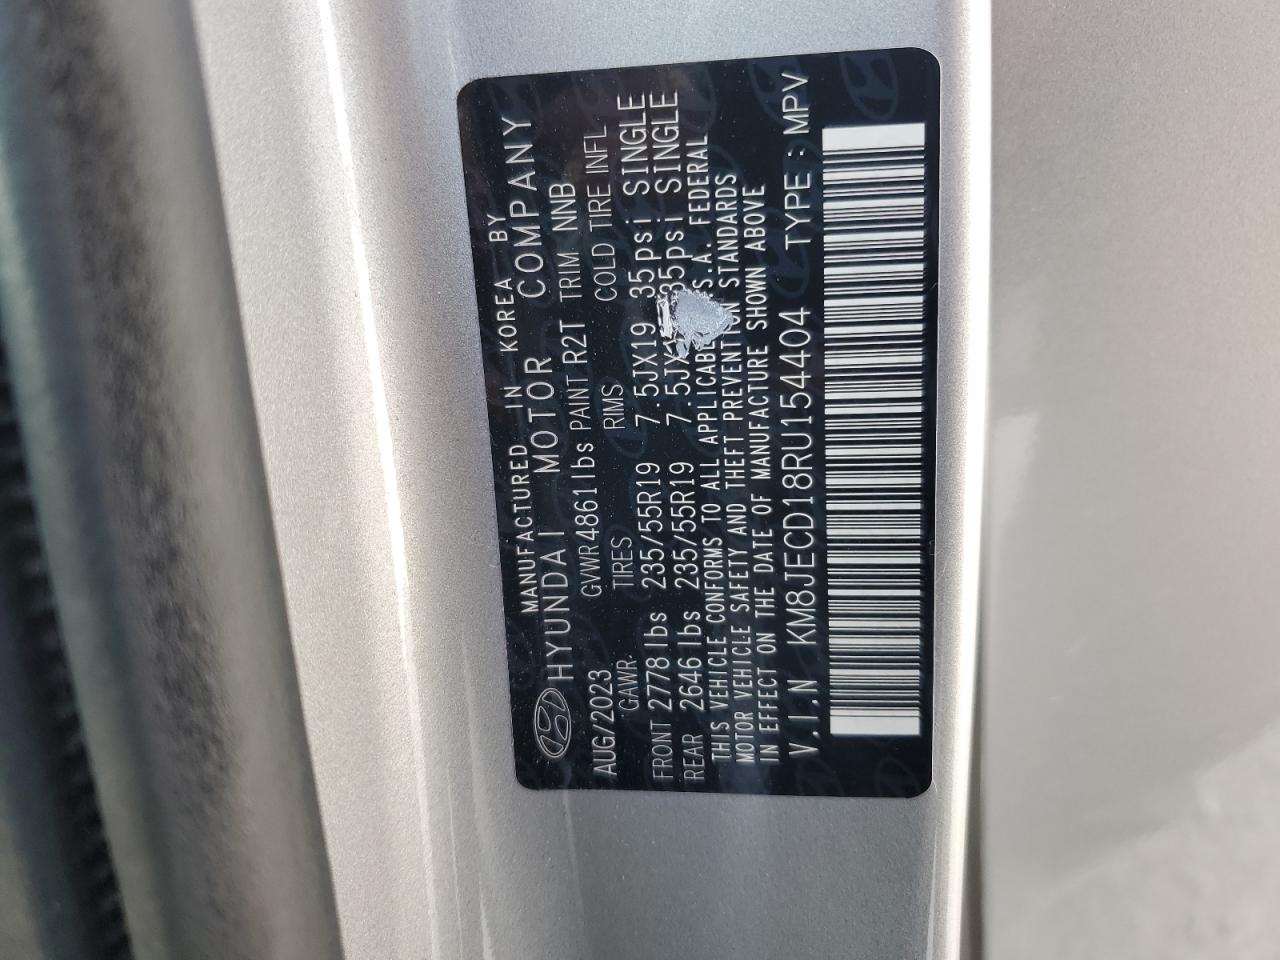 MANUFACTURED IN KOREA BY
HYUNDAI MOTOR COMPANY
AUG/2023 GVWR 4861lbs PAINT R2T TRIM NNB
GAWR. TIRES RIMS COLD TIRE INFL
FRONT 2778 lbs 235/55R19 7.5JX19 35psi SINGLE
REAR 2646 lbs 235/55R19 35psi SINGLE
THIS VEHICLE CONFORMS TO ALL APPLICABLE FEDERAL
MOTOR VEHICLE SAFETY AND THEFT PREVENTION STANDARDS
IN EFFECT ON THE DATE OF MANUFACTURE SHOWN ABOVE
V.I.N KM8JECD18RU154404 TYPE : MPV